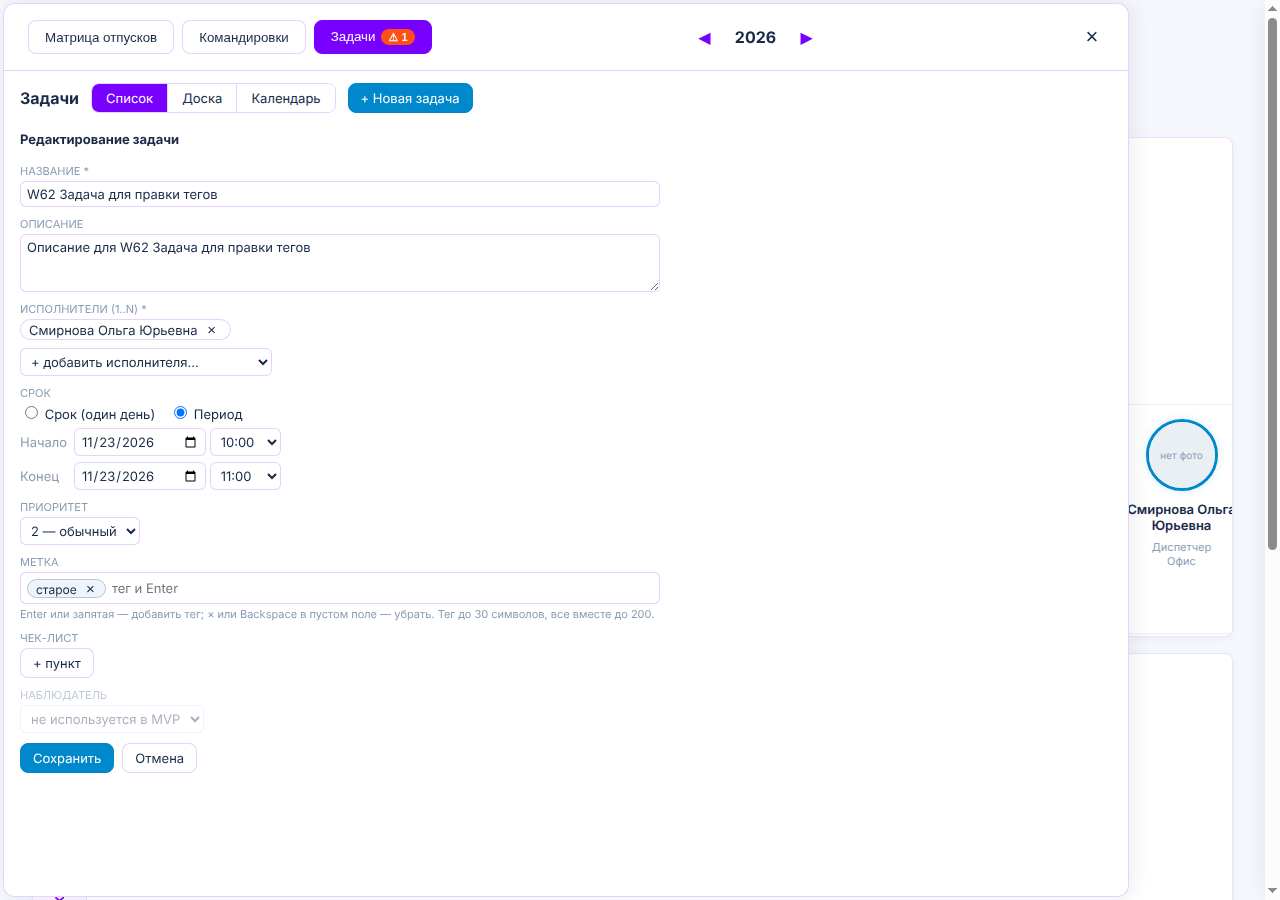 Матрица отпусков
Командировки
Задачи ⚠ 1
◀ 2026 ▶
✕
Задачи
Список
Доска
Календарь
+ Новая задача
Редактирование задачи
НАЗВАНИЕ *
W62 Задача для правки тегов
ОПИСАНИЕ
Описание для W62 Задача для правки тегов
ИСПОЛНИТЕЛИ (1..N) *
Смирнова Ольга Юрьевна ✕
+ добавить исполнителя...
СРОК
Срок (один день)
Период
Начало 11/23/2026 10:00
Конец 11/23/2026 11:00
ПРИОРИТЕТ
2 — обычный
МЕТКА
старое ✕ тег и Enter
Enter или запятая — добавить тег; × или Backspace в пустом поле — убрать. Тег до 30 символов, все вместе до 200.
ЧЕК-ЛИСТ
+ пункт
НАБЛЮДАТЕЛЬ
не используется в MVP
Сохранить
Отмена
нет фото
Смирнова Ольга
Юрьевна
Диспетчер
Офис